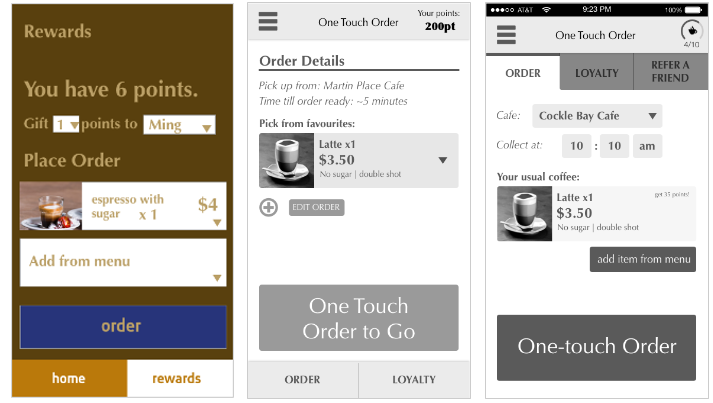 Rewards
You have 6 points.
Gift 1 points to Ming
Place Order
espresso with
sugar x 1
$4
Add from menu
order
home
rewards
One Touch Order
Your points:
200pt
Order Details
Pick up from: Martin Place Cafe
Time till order ready: ~5 minutes
Pick from favourites:
Latte x1
$3.50
No sugar | double shot
EDIT ORDER
One Touch
Order to Go
ORDER
LOYALTY
AT&T
9:23 PM
100%
One Touch Order
4/10
ORDER
LOYALTY
REFER A
FRIEND
Cafe: Cockle Bay Cafe
Collect at: 10 : 10 am
Your usual coffee:
Latte x1
get 35 points!
$3.50
No sugar | double shot
add item from menu
One-touch Order